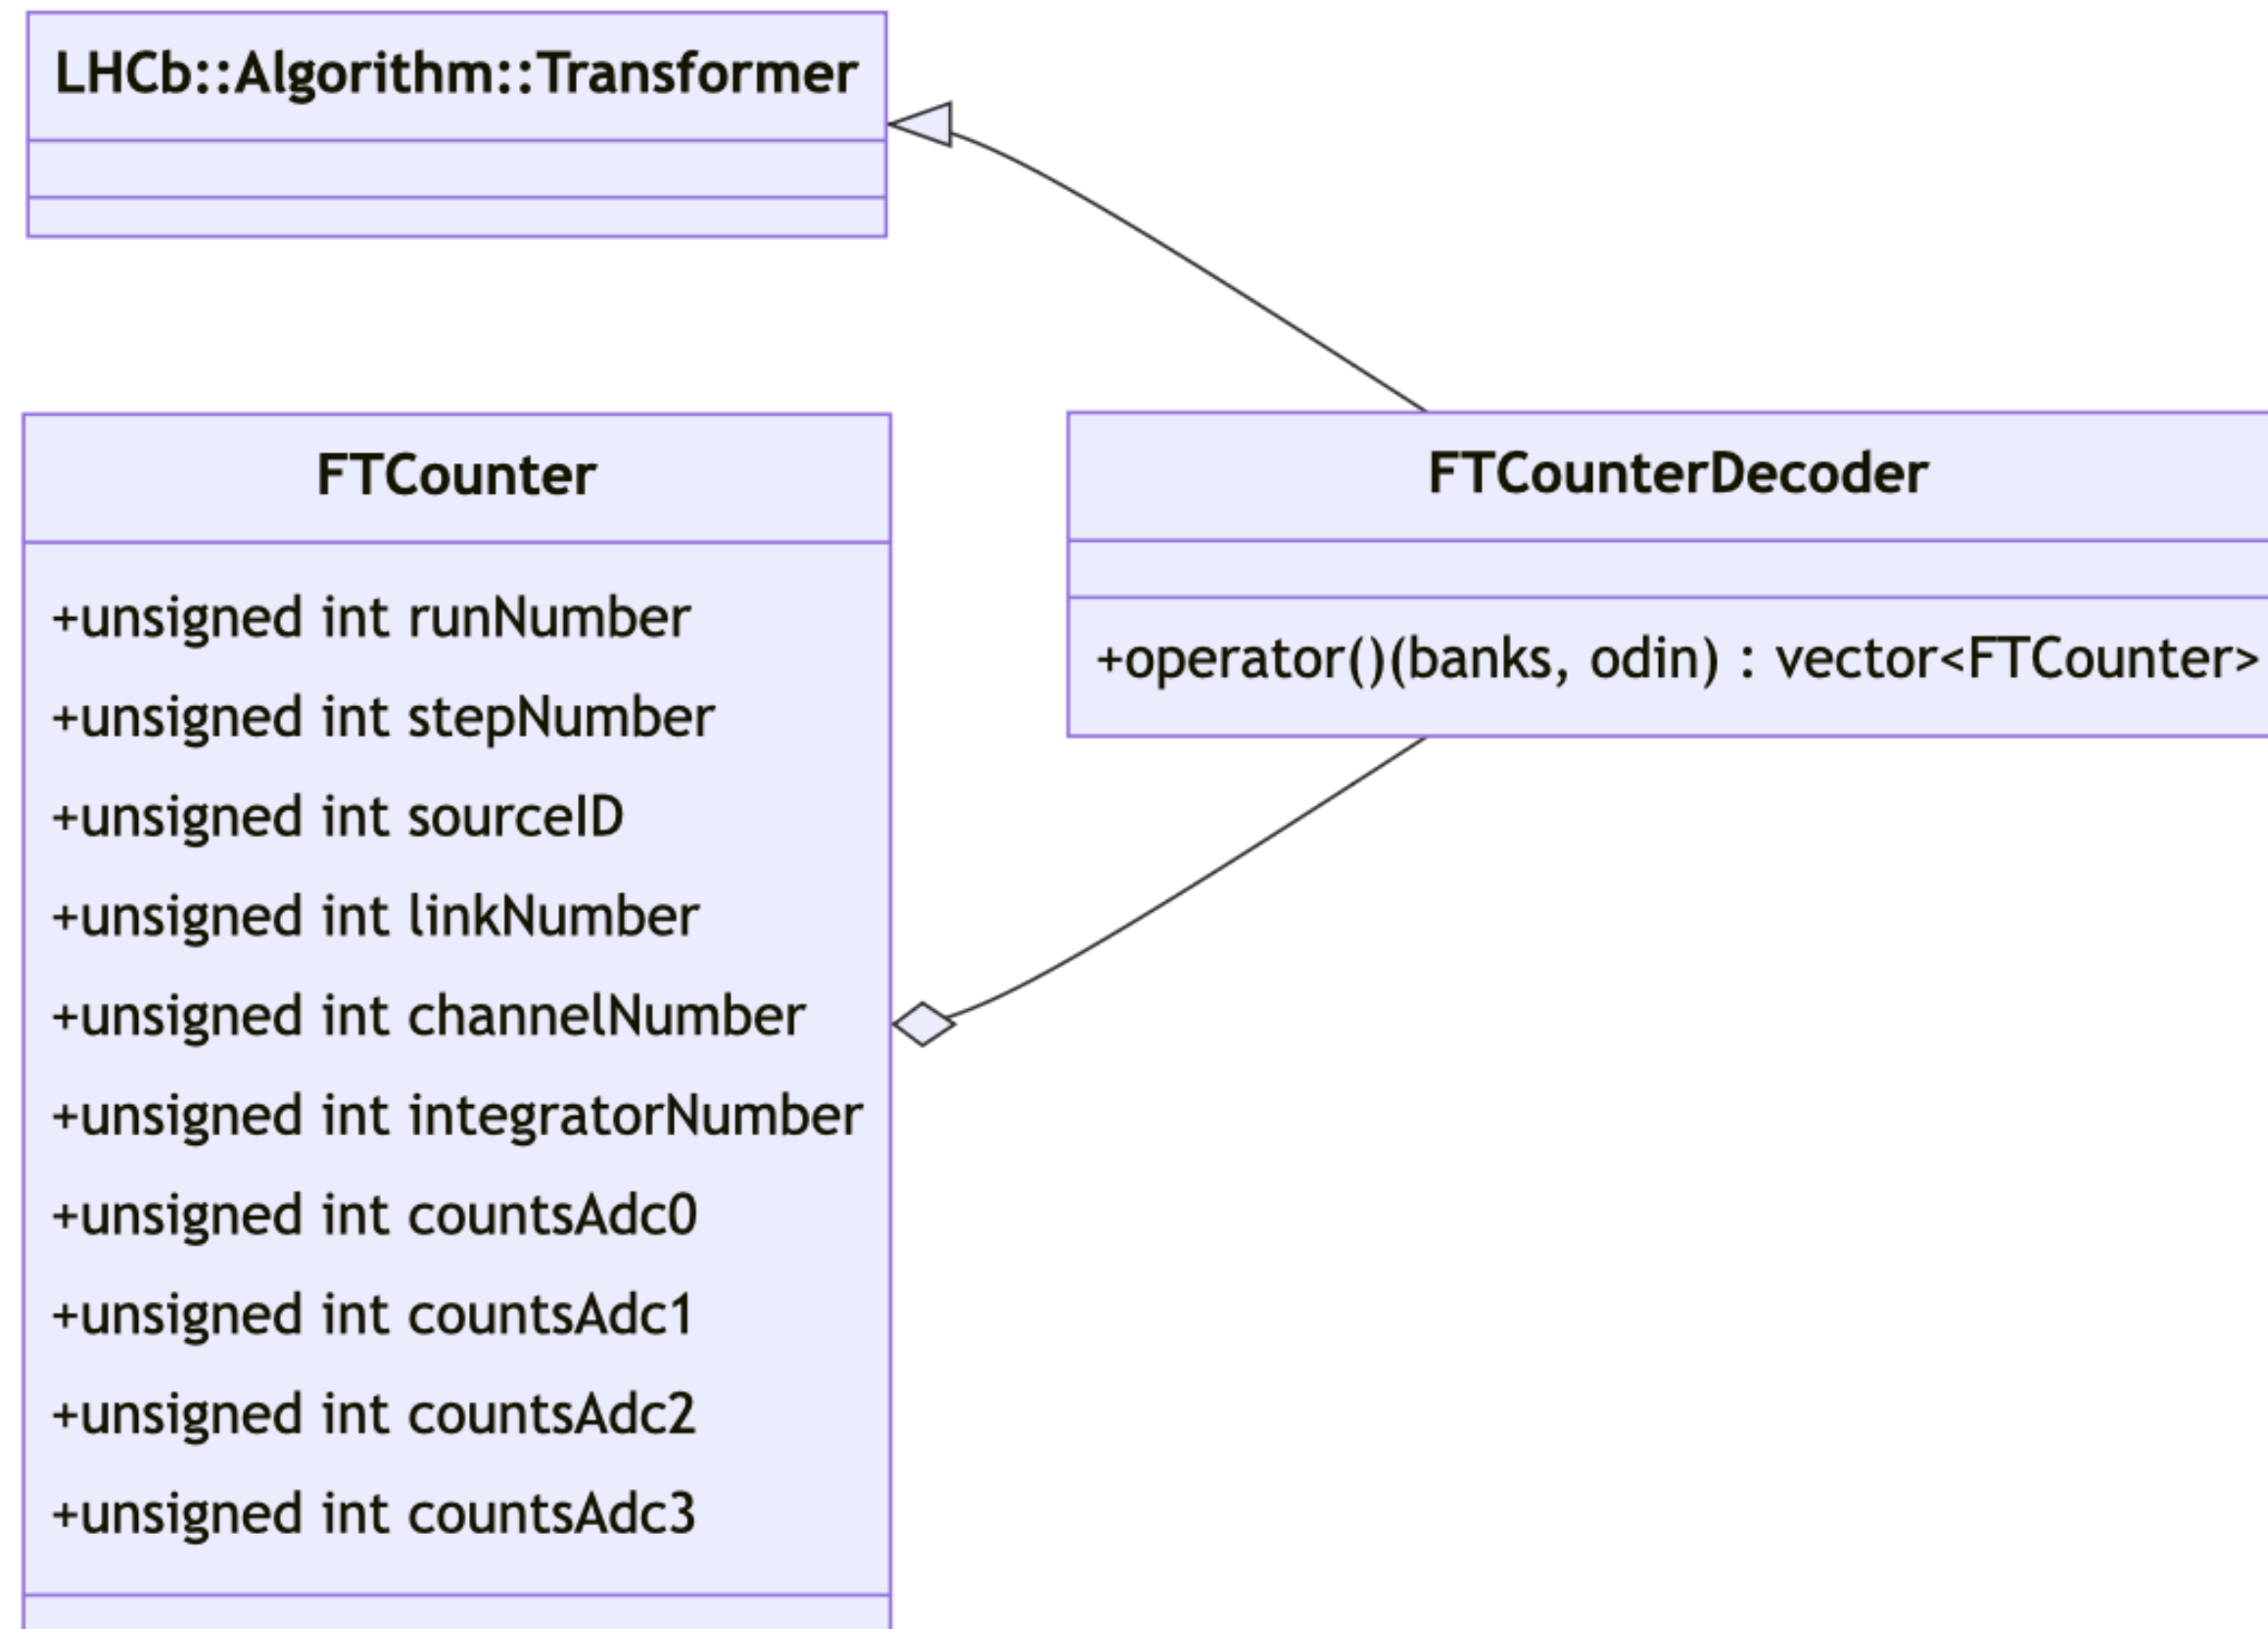 LHCb::Algorithm::Transformer
FTCounter
+unsigned int runNumber
+unsigned int stepNumber
+unsigned int sourceID
+unsigned int linkNumber
+unsigned int channelNumber
+unsigned int integratorNumber
+unsigned int countsAdc0
+unsigned int countsAdc1
+unsigned int countsAdc2
+unsigned int countsAdc3
FTCounterDecoder
+operator()(banks, odin) : vector<FTCounter>